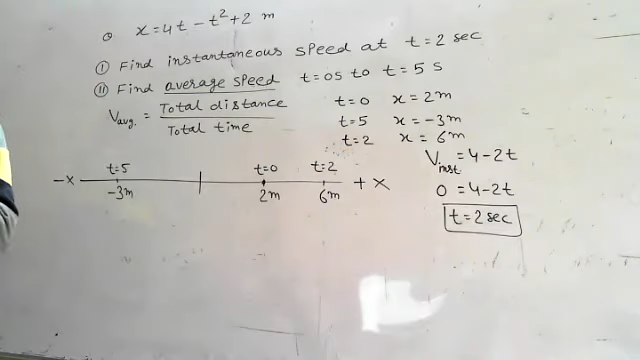 x = 4t - t² + 2 m
(I) Find instantaneous speed at t = 2 sec
(II) Find average speed t = 0s to t = 5 s
Vavg. = Total distance / Total time
t = 0 x = 2m
t = 5 x = -3m
t = 2 x = 6m
Vinst = 4 - 2t
0 = 4 - 2t
t = 2 sec
t=5 t=0 t=2
-x +x
-3m 2m 6m